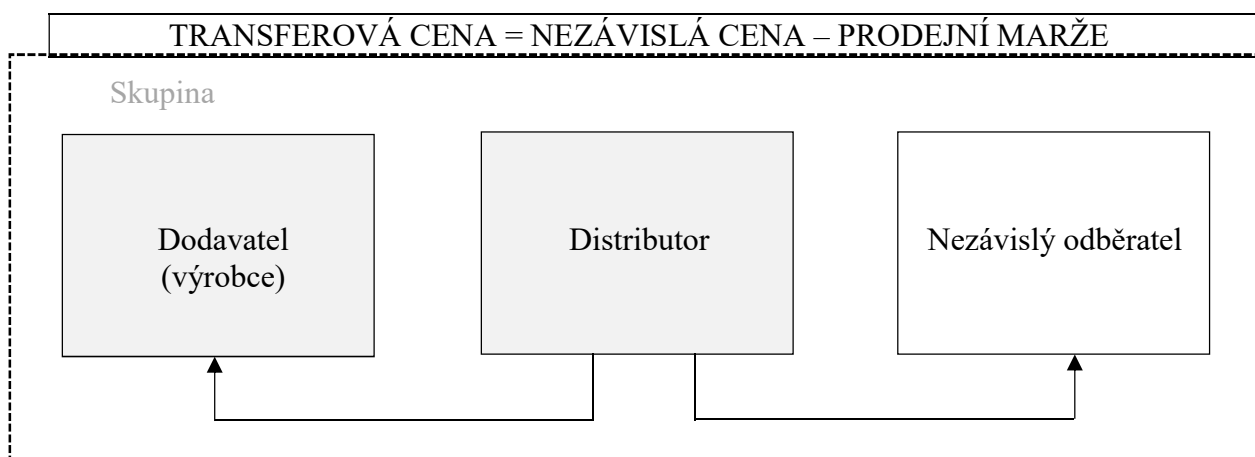 TRANSFEROVÁ CENA = NEZÁVISLÁ CENA – PRODEJNÍ MARŽE
Skupina
Dodavatel
(výrobce)
Distributor
Nezávislý odběratel